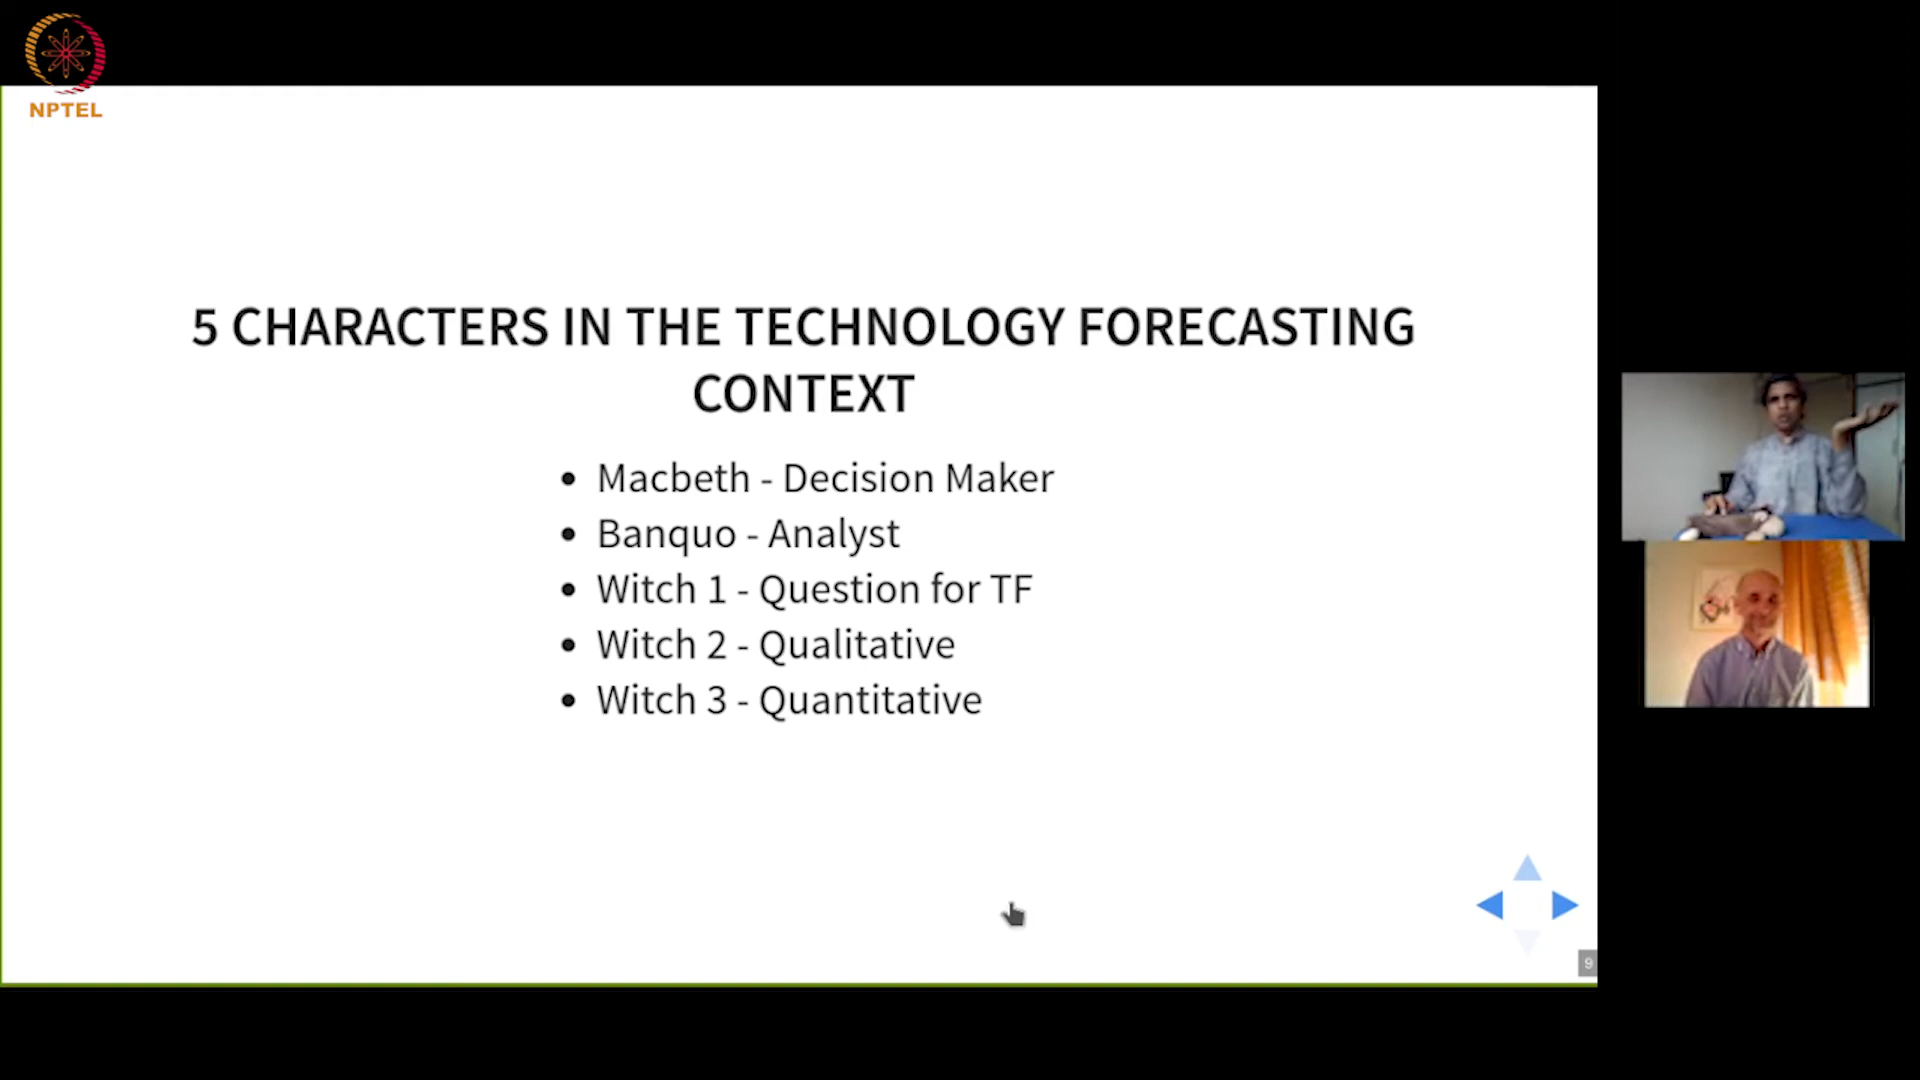 NPTEL
5 CHARACTERS IN THE TECHNOLOGY FORECASTING
CONTEXT
• Macbeth - Decision Maker
• Banquo - Analyst
• Witch 1 - Question for TF
• Witch 2 - Qualitative
• Witch 3 - Quantitative
9